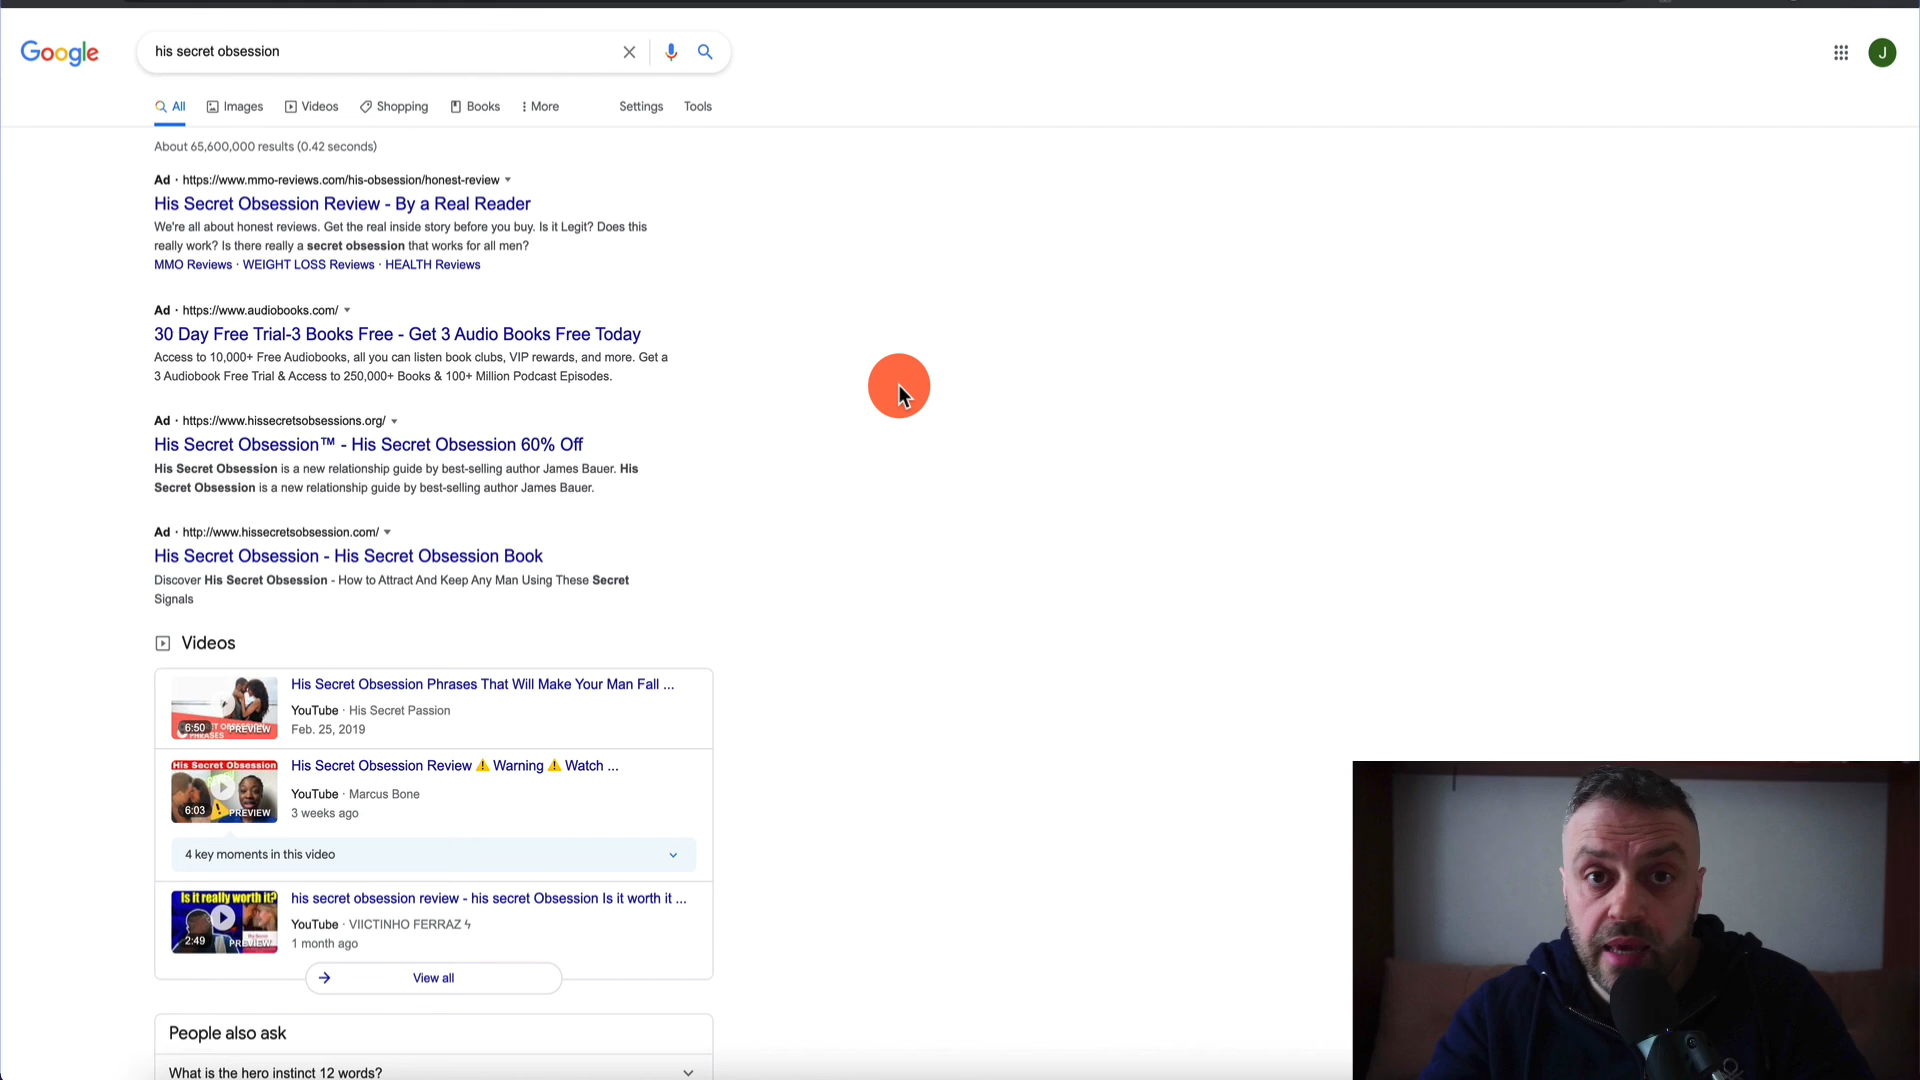 Google
his secret obsession
J
All
Images
Videos
Shopping
Books
More
Settings
Tools
About 65,600,000 results (0.42 seconds)
Ad · https://www.mmo-reviews.com/his-obsession/honest-review
His Secret Obsession Review - By a Real Reader
We're all about honest reviews. Get the real inside story before you buy. Is it Legit? Does this
really work? Is there really a secret obsession that works for all men?
MMO Reviews · WEIGHT LOSS Reviews · HEALTH Reviews
Ad · https://www.audiobooks.com/
30 Day Free Trial-3 Books Free - Get 3 Audio Books Free Today
Access to 10,000+ Free Audiobooks, all you can listen book clubs, VIP rewards, and more. Get a
3 Audiobook Free Trial & Access to 250,000+ Books & 100+ Million Podcast Episodes.
Ad · https://www.hissecretsobsessions.org/
His Secret Obsession™ - His Secret Obsession 60% Off
His Secret Obsession is a new relationship guide by best-selling author James Bauer. His
Secret Obsession is a new relationship guide by best-selling author James Bauer.
Ad · http://www.hissecretsobsession.com/
His Secret Obsession - His Secret Obsession Book
Discover His Secret Obsession - How to Attract And Keep Any Man Using These Secret
Signals
Videos
His Secret Obsession Phrases That Will Make Your Man Fall ...
YouTube · His Secret Passion
Feb. 25, 2019
6:50
PREVIEW
PHRASES
His Secret Obsession
His Secret Obsession Review ⚠ Warning ⚠ Watch ...
YouTube · Marcus Bone
3 weeks ago
6:03
PREVIEW
4 key moments in this video
Is it really worth it?
his secret obsession review - his secret Obsession Is it worth it ...
YouTube · VIICTINHO FERRAZ ϟ
1 month ago
2:49
PREVIEW
View all
People also ask
What is the hero instinct 12 words?